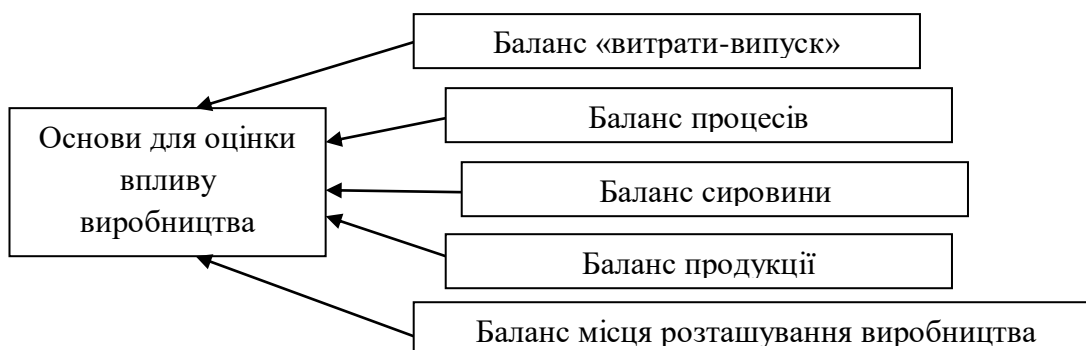 Баланс «витрати-випуск»
Основи для оцінки
впливу
виробництва
Баланс процесів
Баланс сировини
Баланс продукції
Баланс місця розташування виробництва